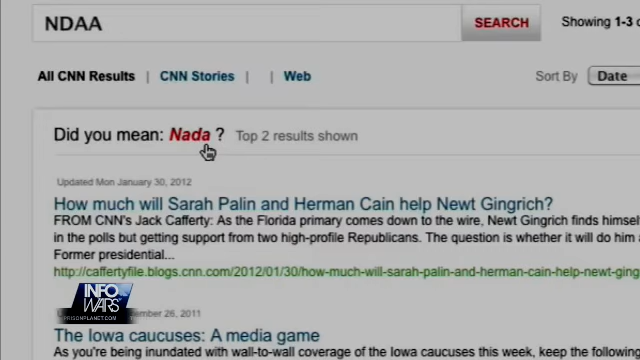 NDAA
SEARCH
Showing 1-3
All CNN Results | CNN Stories | | Web
Sort By Date
Did you mean: Nada ? Top 2 results shown
Updated Mon January 30, 2012
How much will Sarah Palin and Herman Cain help Newt Gingrich?
FROM CNN's Jack Cafferty: As the Florida primary comes down to the wire, Newt Gingrich finds himse
in the polls but getting support from two high-profile Republicans. The question is whether it will do him
Former presidential...
http://caffertyfile.blogs.cnn.com/2012/01/30/how-much-will-sarah-palin-and-herman-cain-help-newt-ging
26, 2011
The Iowa caucuses: A media game
As you're being inundated with wall-to-wall coverage of the Iowa caucuses this week, keep the following
INFO
WARS
PRISONPLANET.COM